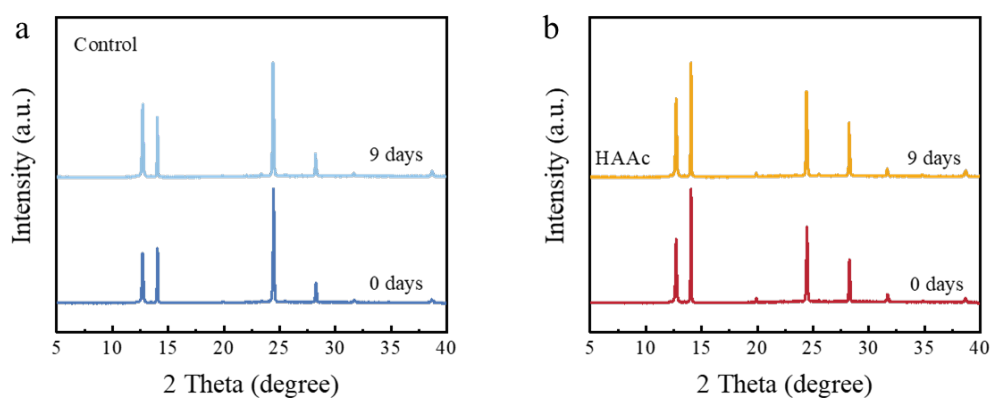 a
Control
9 days
0 days
Intensity (a.u.)
5 10 15 20 25 30 35 40
2 Theta (degree)
b
HAAc
9 days
0 days
Intensity (a.u.)
5 10 15 20 25 30 35 40
2 Theta (degree)